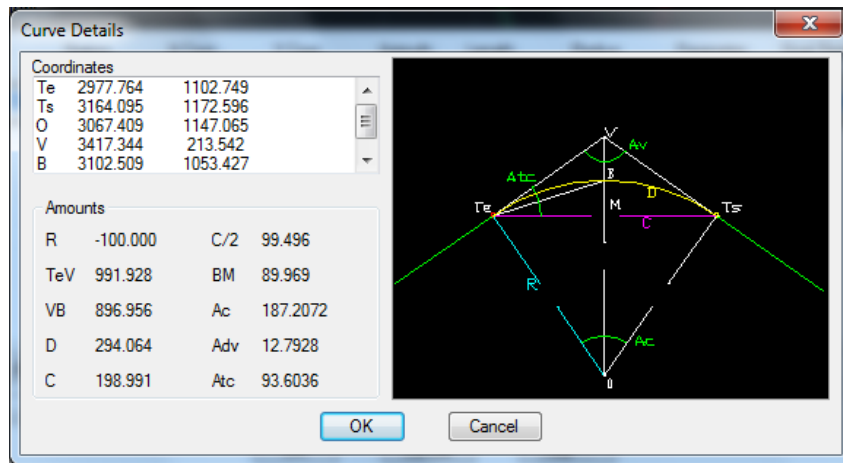 Curve Details
Coordinates
Te 2977.764 1102.749
Ts 3164.095 1172.596
O 3067.409 1147.065
V 3417.344 213.542
B 3102.509 1053.427
Amounts
R -100.000 C/2 99.496
TeV 991.928 BM 89.969
VB 896.956 Ac 187.2072
D 294.064 Adv 12.7928
C 198.991 Atc 93.6036
V
Av
Atc
B
D
Te
M
Ts
C
R
Ac
O
OK Cancel